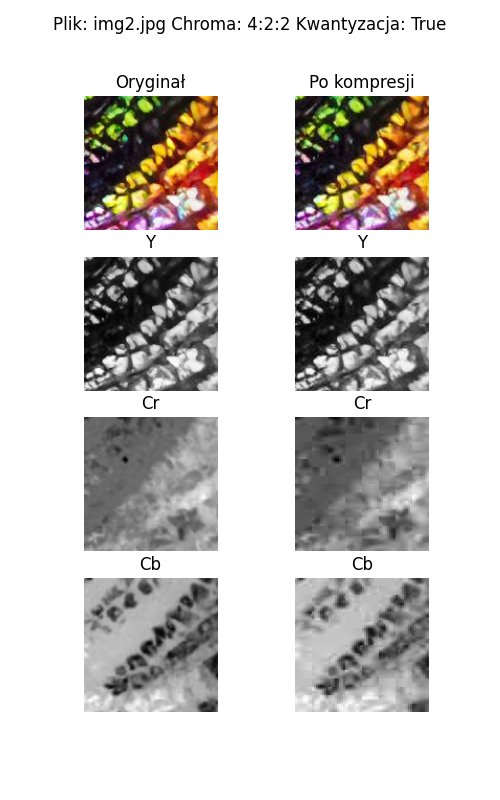 Plik: img2.jpg Chroma: 4:2:2 Kwantyzacja: True
Oryginał Po kompresji
Y Y
Cr Cr
Cb Cb